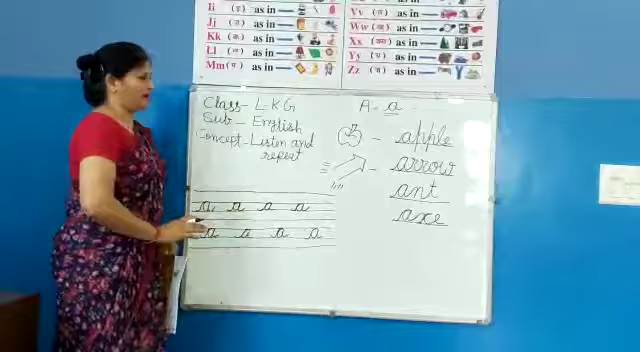 Ii (इ) as in
Jj (ज) as in
Kk (क) as in
Ll (ल) as in
Mm (म) as in
Vv as in
Ww as in
Xx as in
Yy (य) as in
Zz as in
Class- L K G
Sub - English
Concept- Listen and
repeat
A - a
- apple
- arrow
ant
axe
a a a a
a a a a